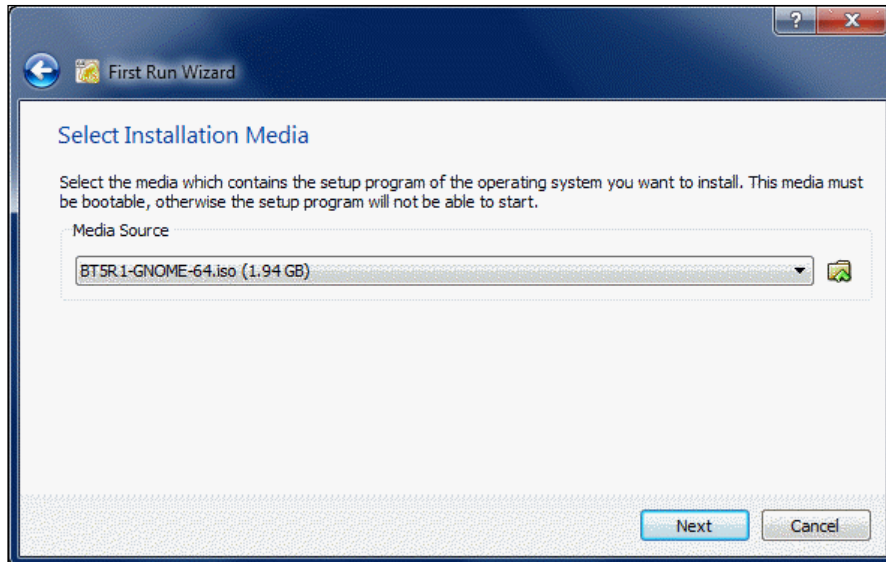 ? X
First Run Wizard
Select Installation Media
Select the media which contains the setup program of the operating system you want to install. This media must
be bootable, otherwise the setup program will not be able to start.
Media Source
BT5R1-GNOME-64.iso (1.94 GB)
Next Cancel